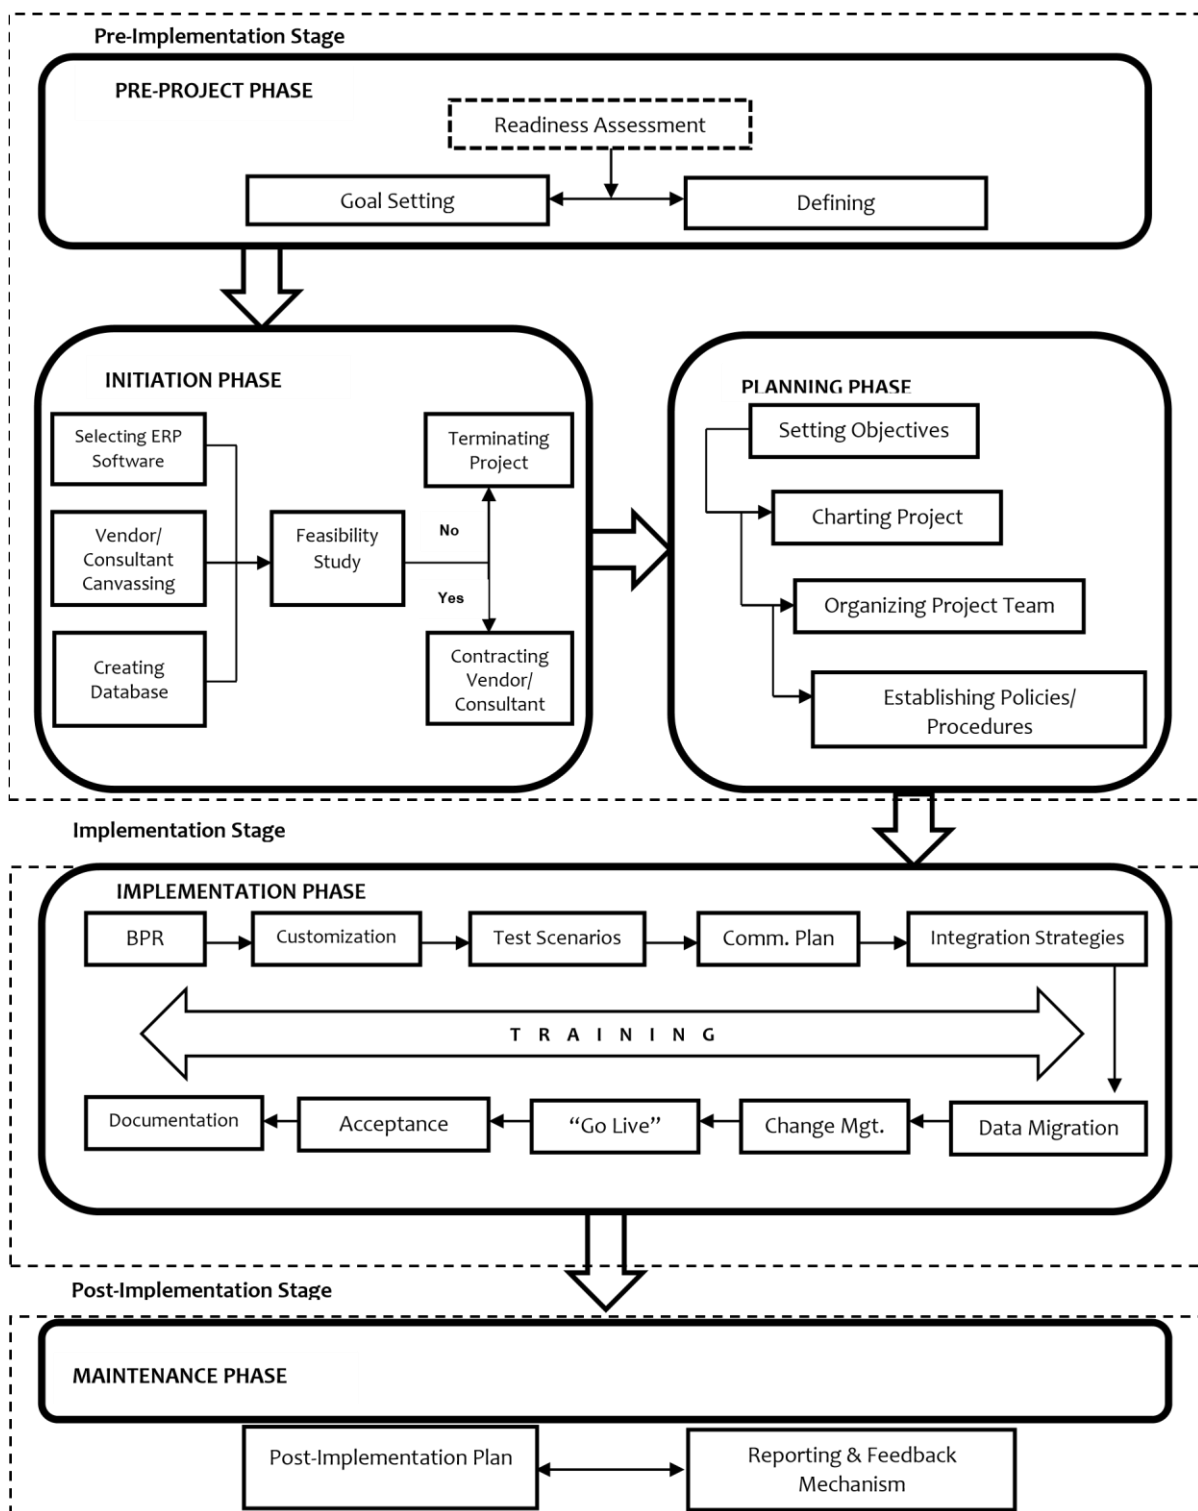 Pre-Implementation Stage
PRE-PROJECT PHASE
Readiness Assessment
Goal Setting
Defining
INITIATION PHASE
Selecting ERP
Software
Vendor/
Consultant
Canvassing
Creating
Database
Feasibility
Study
No
Yes
Terminating
Project
Contracting
Vendor/
Consultant
PLANNING PHASE
Setting Objectives
Charting Project
Organizing Project Team
Establishing Policies/
Procedures
Implementation Stage
IMPLEMENTATION PHASE
BPR
Customization
Test Scenarios
Comm. Plan
Integration Strategies
T R A I N I N G
Documentation
Acceptance
“Go Live”
Change Mgt.
Data Migration
Post-Implementation Stage
MAINTENANCE PHASE
Post-Implementation Plan
Reporting & Feedback
Mechanism